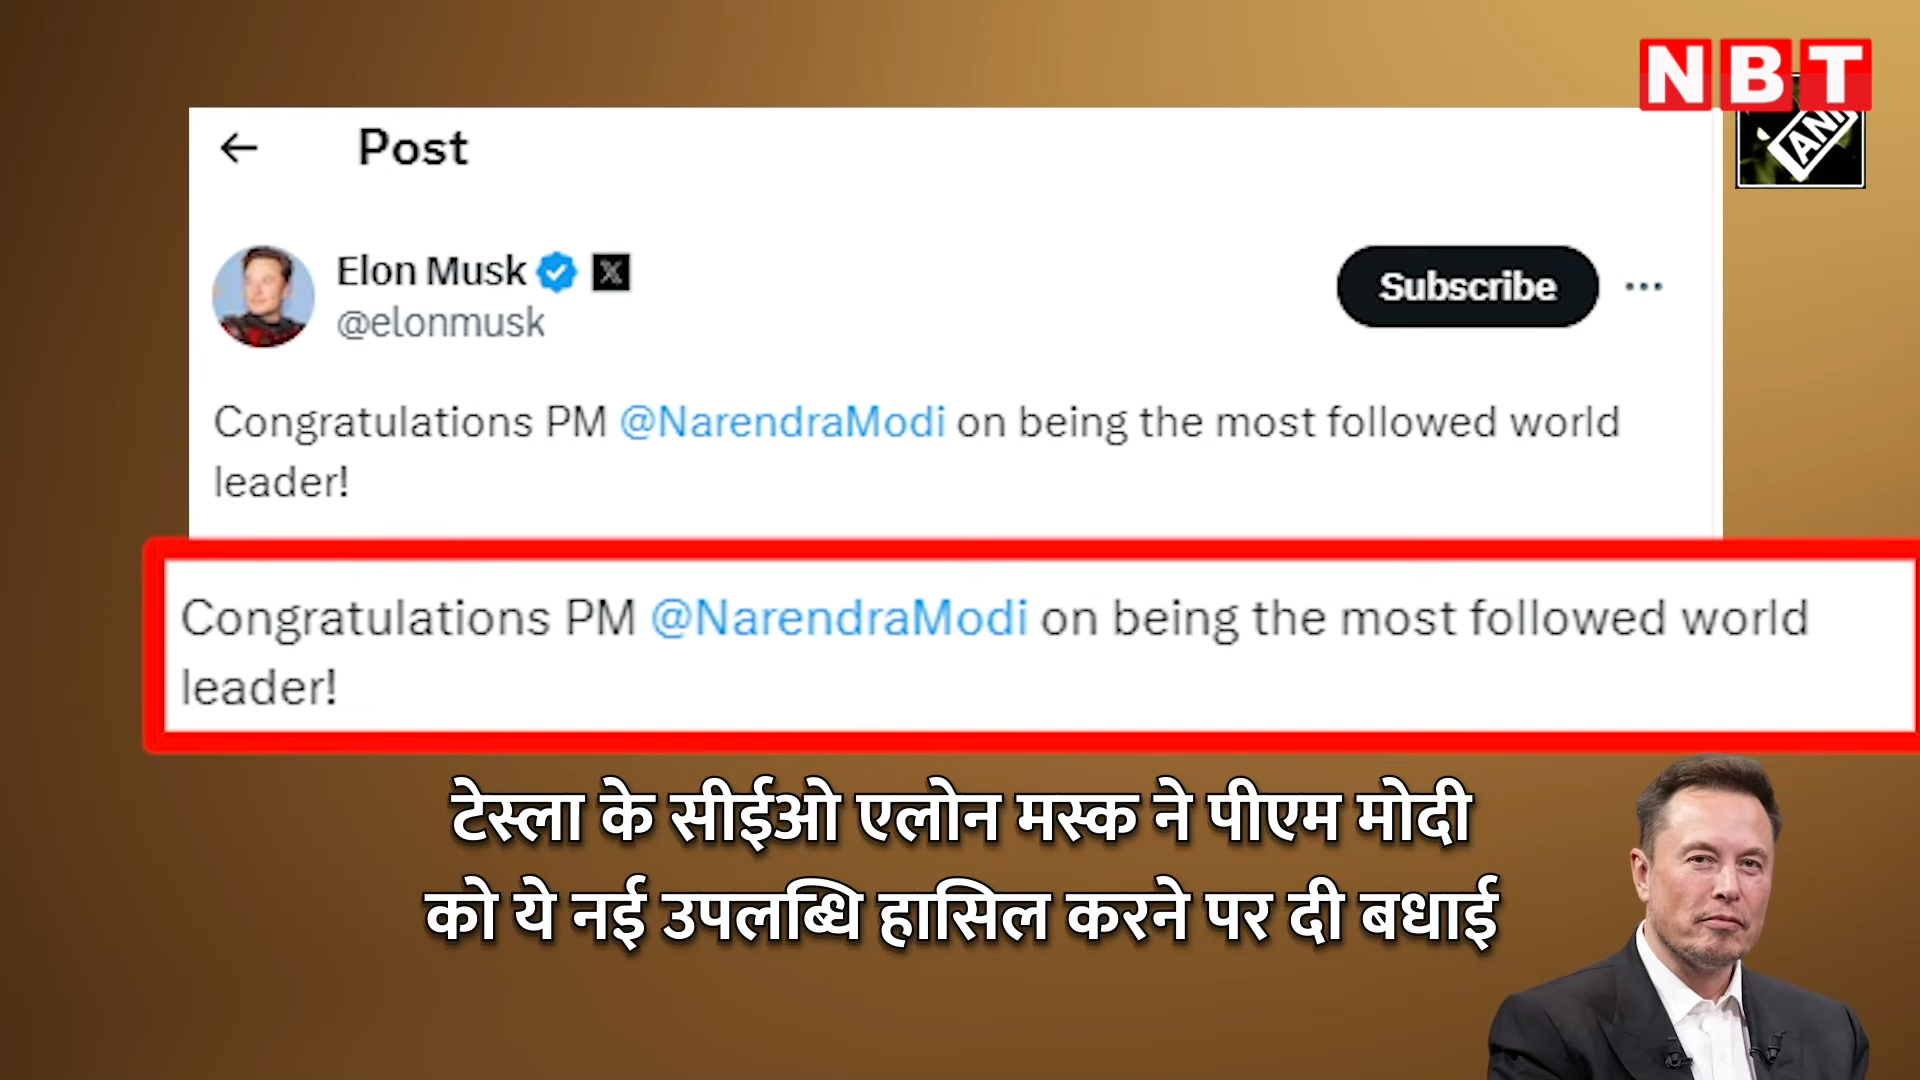 NBT
ANI
Post
Elon Musk
Subscribe
@elonmusk
Congratulations PM @NarendraModi on being the most followed world
leader!
Congratulations PM @NarendraModi on being the most followed world
leader!
टेस्ला के सीईओ एलोन मस्क ने पीएम मोदी
को ये नई उपलब्धि हासिल करने पर दी बधाई